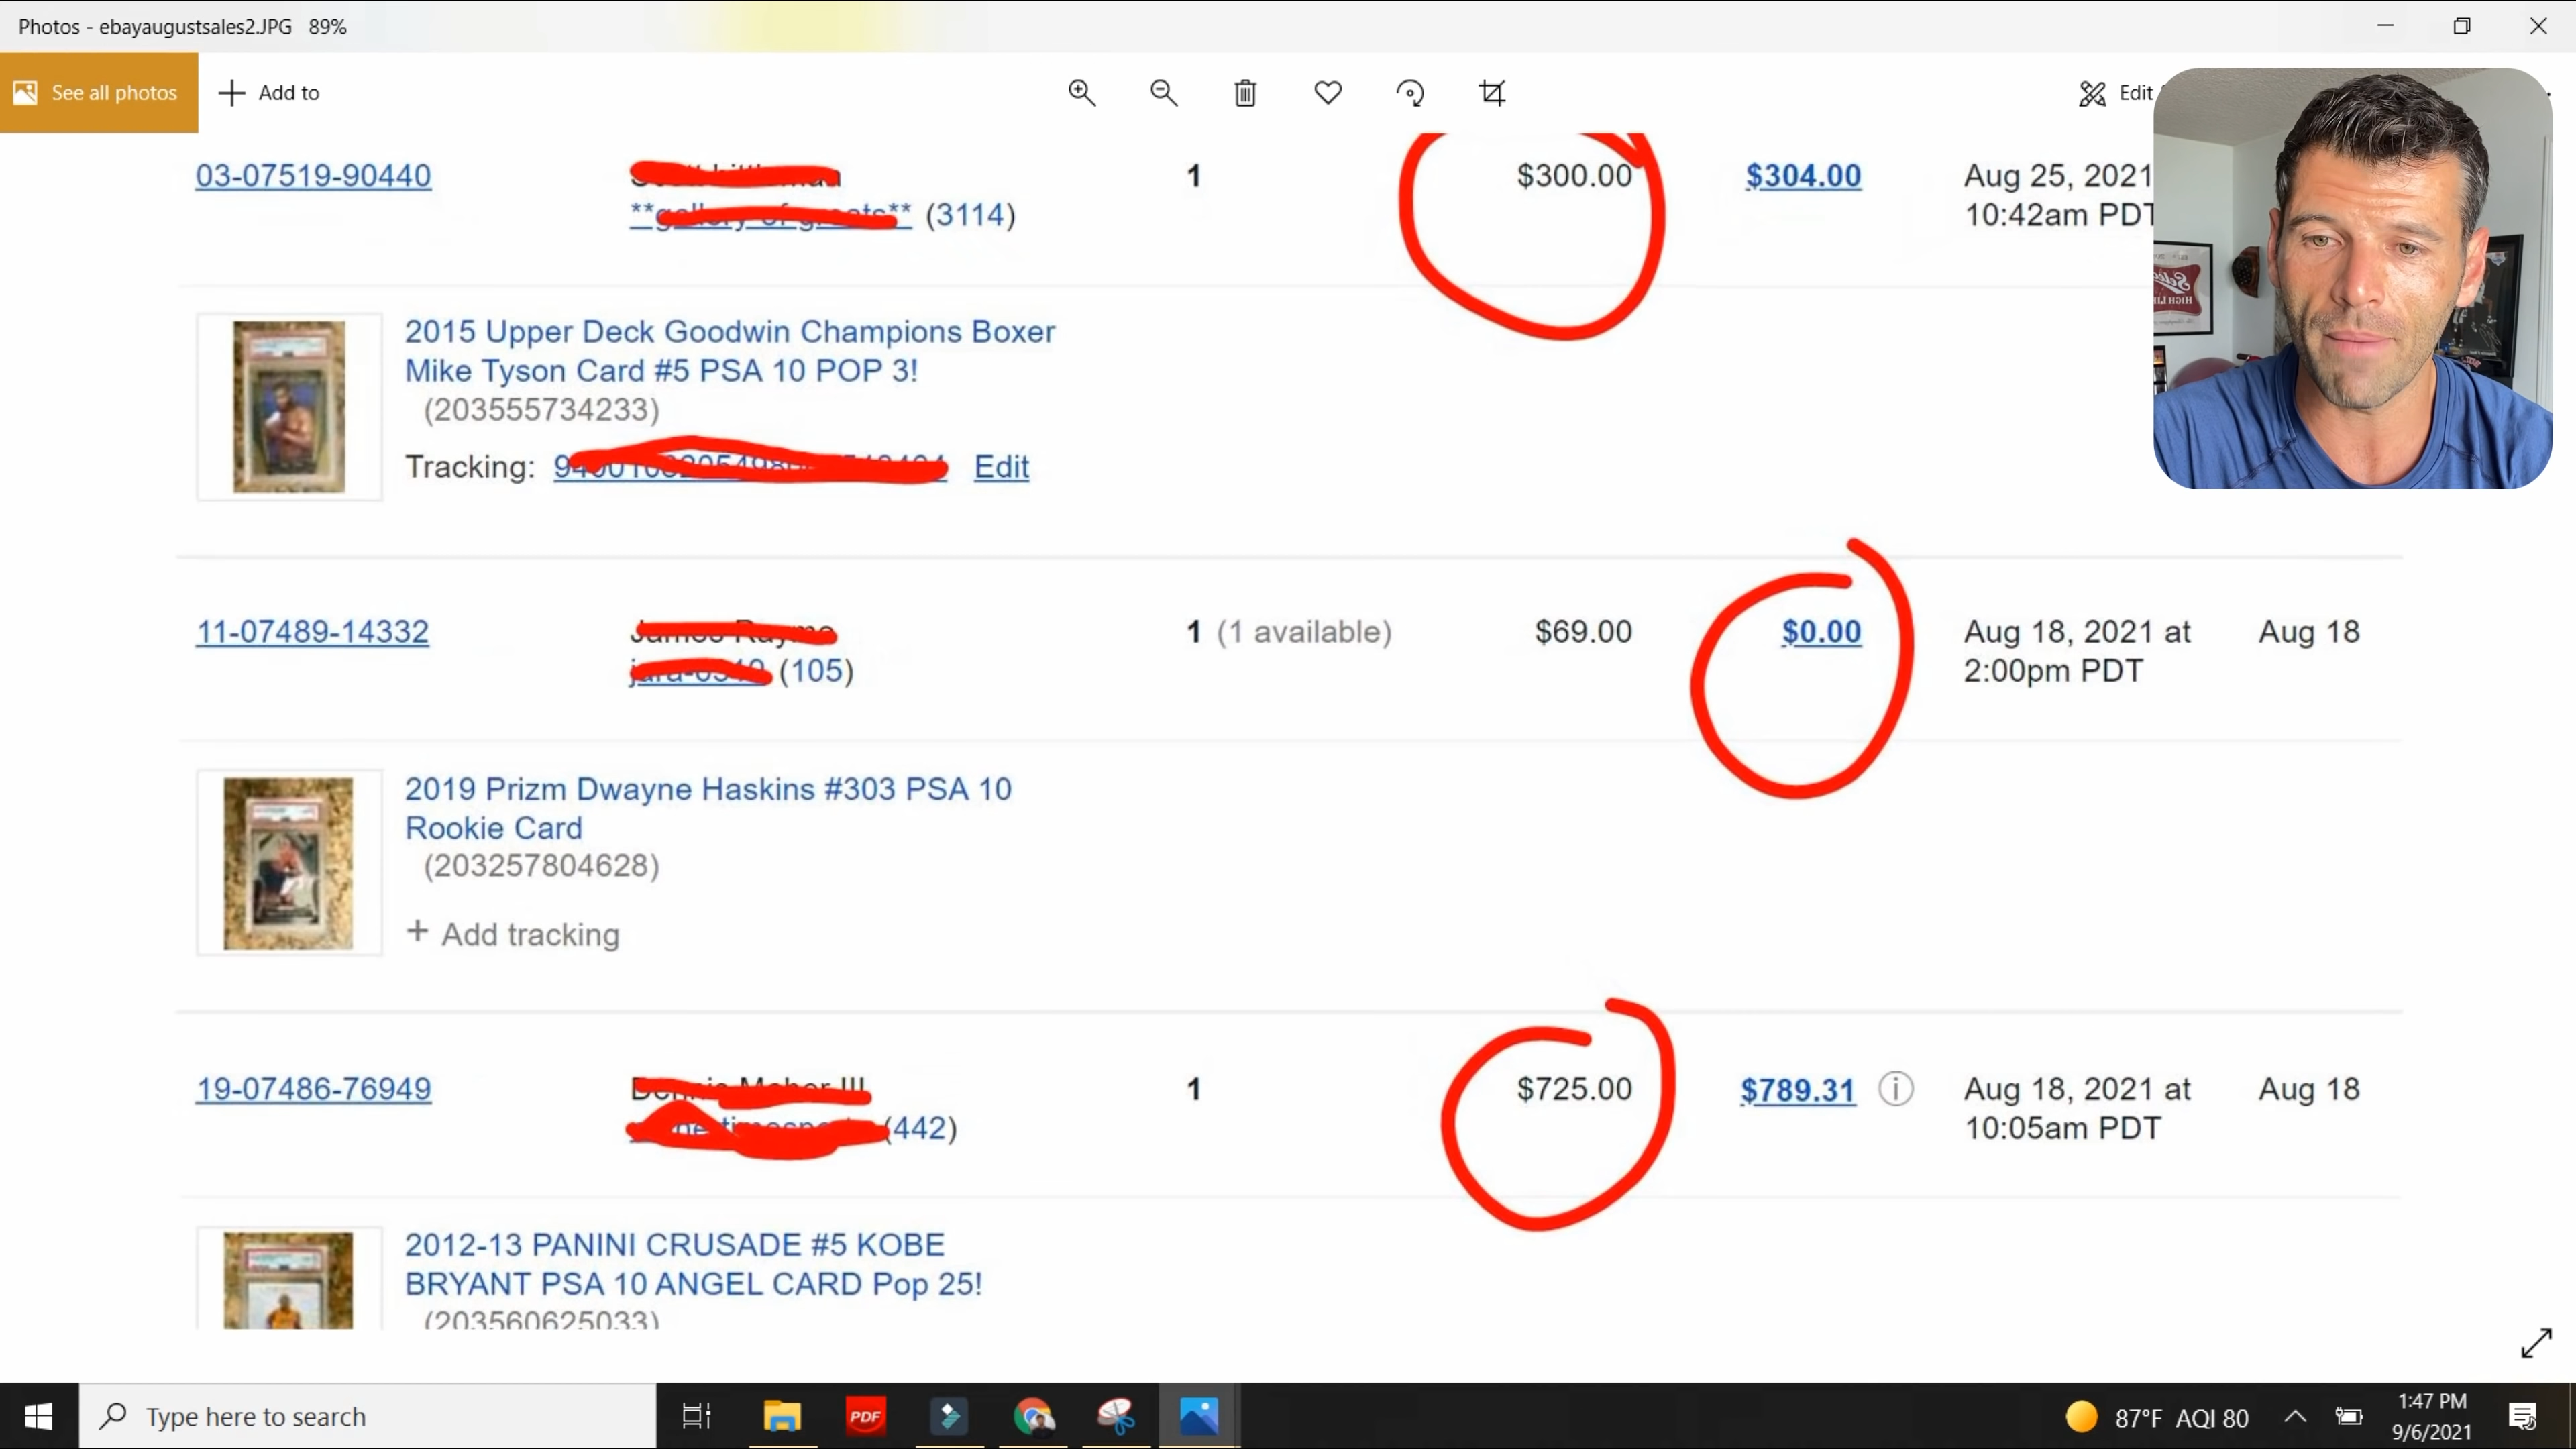 Photos - ebayaugustsales2.JPG 89%
See all photos
Add to
Edit
03-07519-90440
(3114)
1
$300.00
$304.00
Aug 25, 2021
10:42am PDT
2015 Upper Deck Goodwin Champions Boxer
Mike Tyson Card #5 PSA 10 POP 3!
(203555734233)
Tracking:
Edit
11-07489-14332
(105)
1 (1 available)
$69.00
$0.00
Aug 18, 2021 at
2:00pm PDT
Aug 18
2019 Prizm Dwayne Haskins #303 PSA 10
Rookie Card
(203257804628)
+ Add tracking
19-07486-76949
(442)
1
$725.00
$789.31
Aug 18, 2021 at
10:05am PDT
Aug 18
2012-13 PANINI CRUSADE #5 KOBE
BRYANT PSA 10 ANGEL CARD Pop 25!
(203560625033)
Type here to search
PDF
87°F AQI 80
1:47 PM
9/6/2021